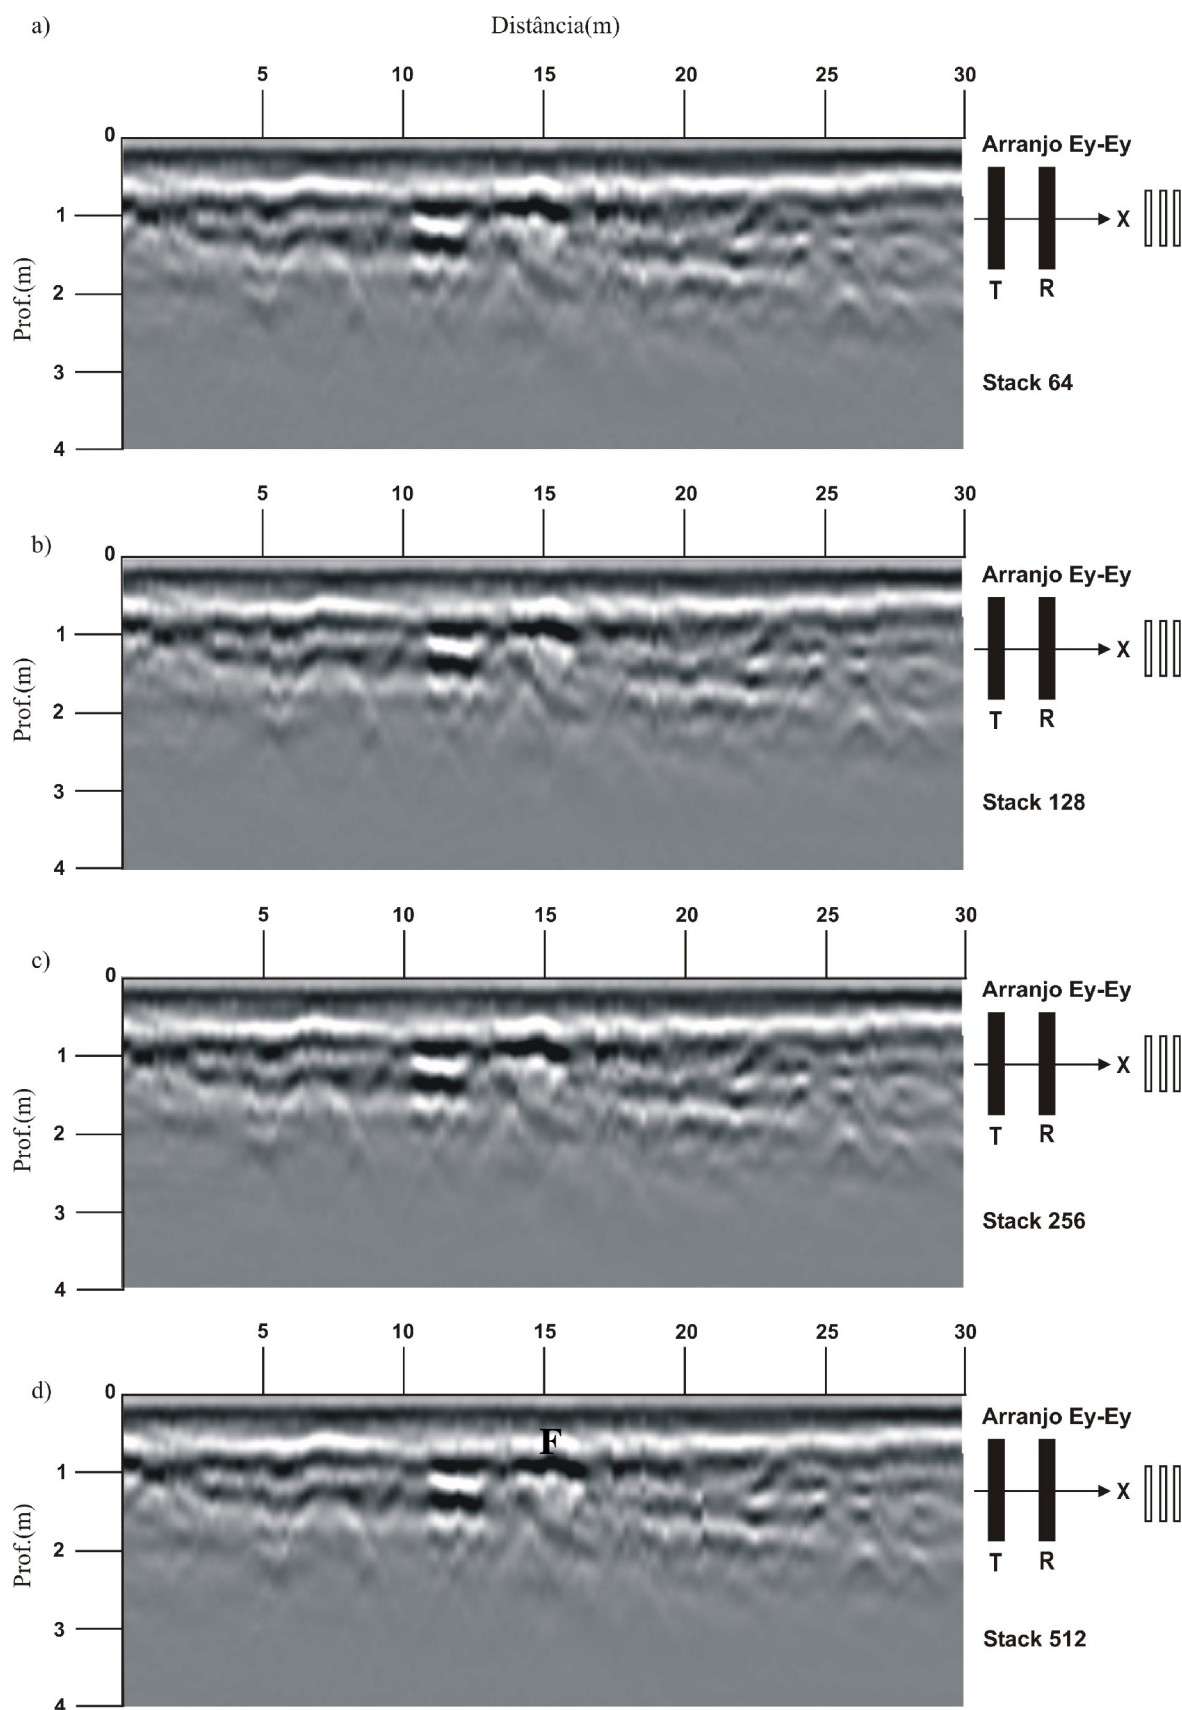 a)
Distância(m)
5 10 15 20 25 30
0
Arranjo Ey-Ey
1
X
T R
Prof.(m)
2
3
Stack 64
4
5 10 15 20 25 30
b)
0
Arranjo Ey-Ey
1
X
T R
Prof.(m)
2
3
Stack 128
4
5 10 15 20 25 30
c)
0
Arranjo Ey-Ey
1
X
T R
Prof.(m)
2
3
Stack 256
4
5 10 15 20 25 30
d)
0
Arranjo Ey-Ey
F
1
X
T R
Prof.(m)
2
3
Stack 512
4